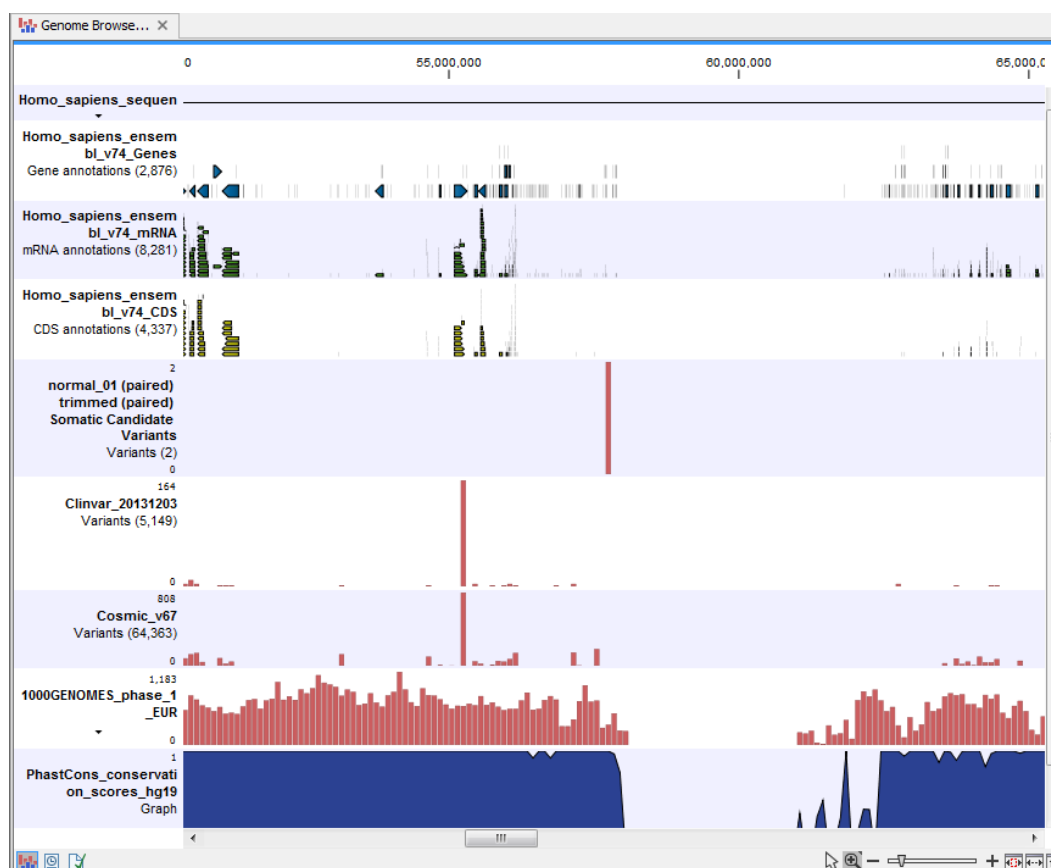 Genome Browse...
0 55,000,000 60,000,000 65,000,0
Homo_sapiens_sequen
Homo_sapiens_ensem
bl_v74_Genes
Gene annotations (2,876)
Homo_sapiens_ensem
bl_v74_mRNA
mRNA annotations (8,281)
Homo_sapiens_ensem
bl_v74_CDS
CDS annotations (4,337)
2
normal_01 (paired)
trimmed (paired)
Somatic Candidate
Variants
Variants (2)
0
164
Clinvar_20131203
Variants (5,149)
0
808
Cosmic_v67
Variants (64,363)
0
1,183
1000GENOMES_phase_1
_EUR
0
1
PhastCons_conservati
on_scores_hg19
Graph
0